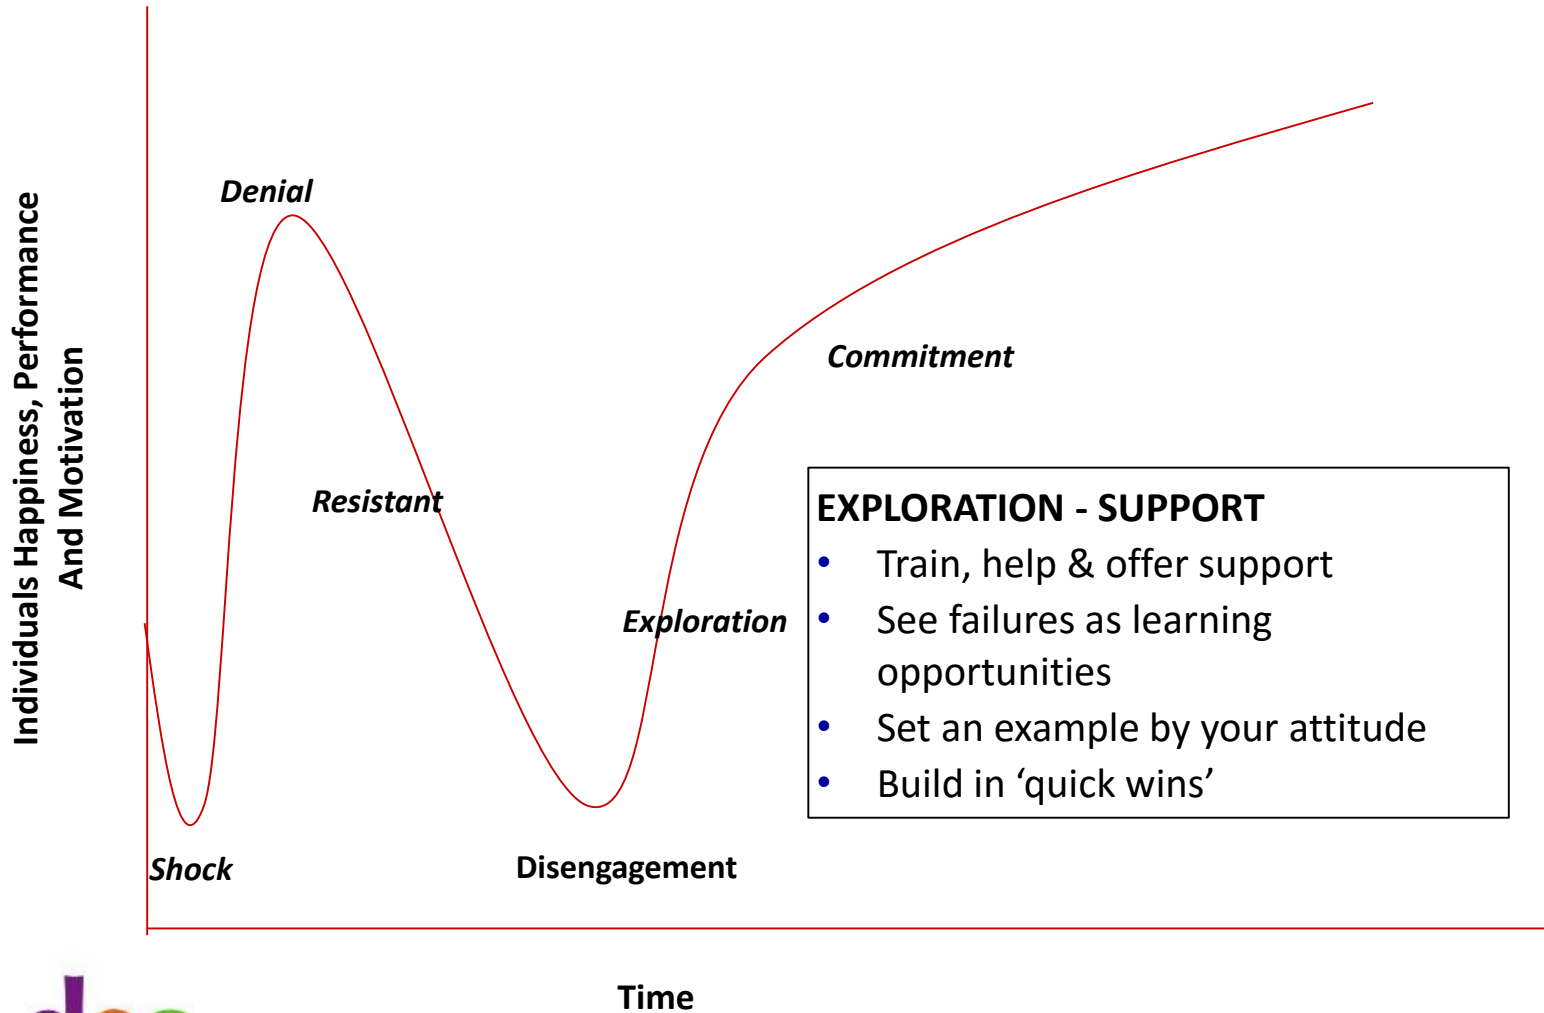 Individuals Happiness, Performance
And Motivation
Denial
Commitment
Resistant
EXPLORATION - SUPPORT
• Train, help & offer support
• See failures as learning
opportunities
• Set an example by your attitude
• Build in ‘quick wins’
Exploration
Shock
Disengagement
Time